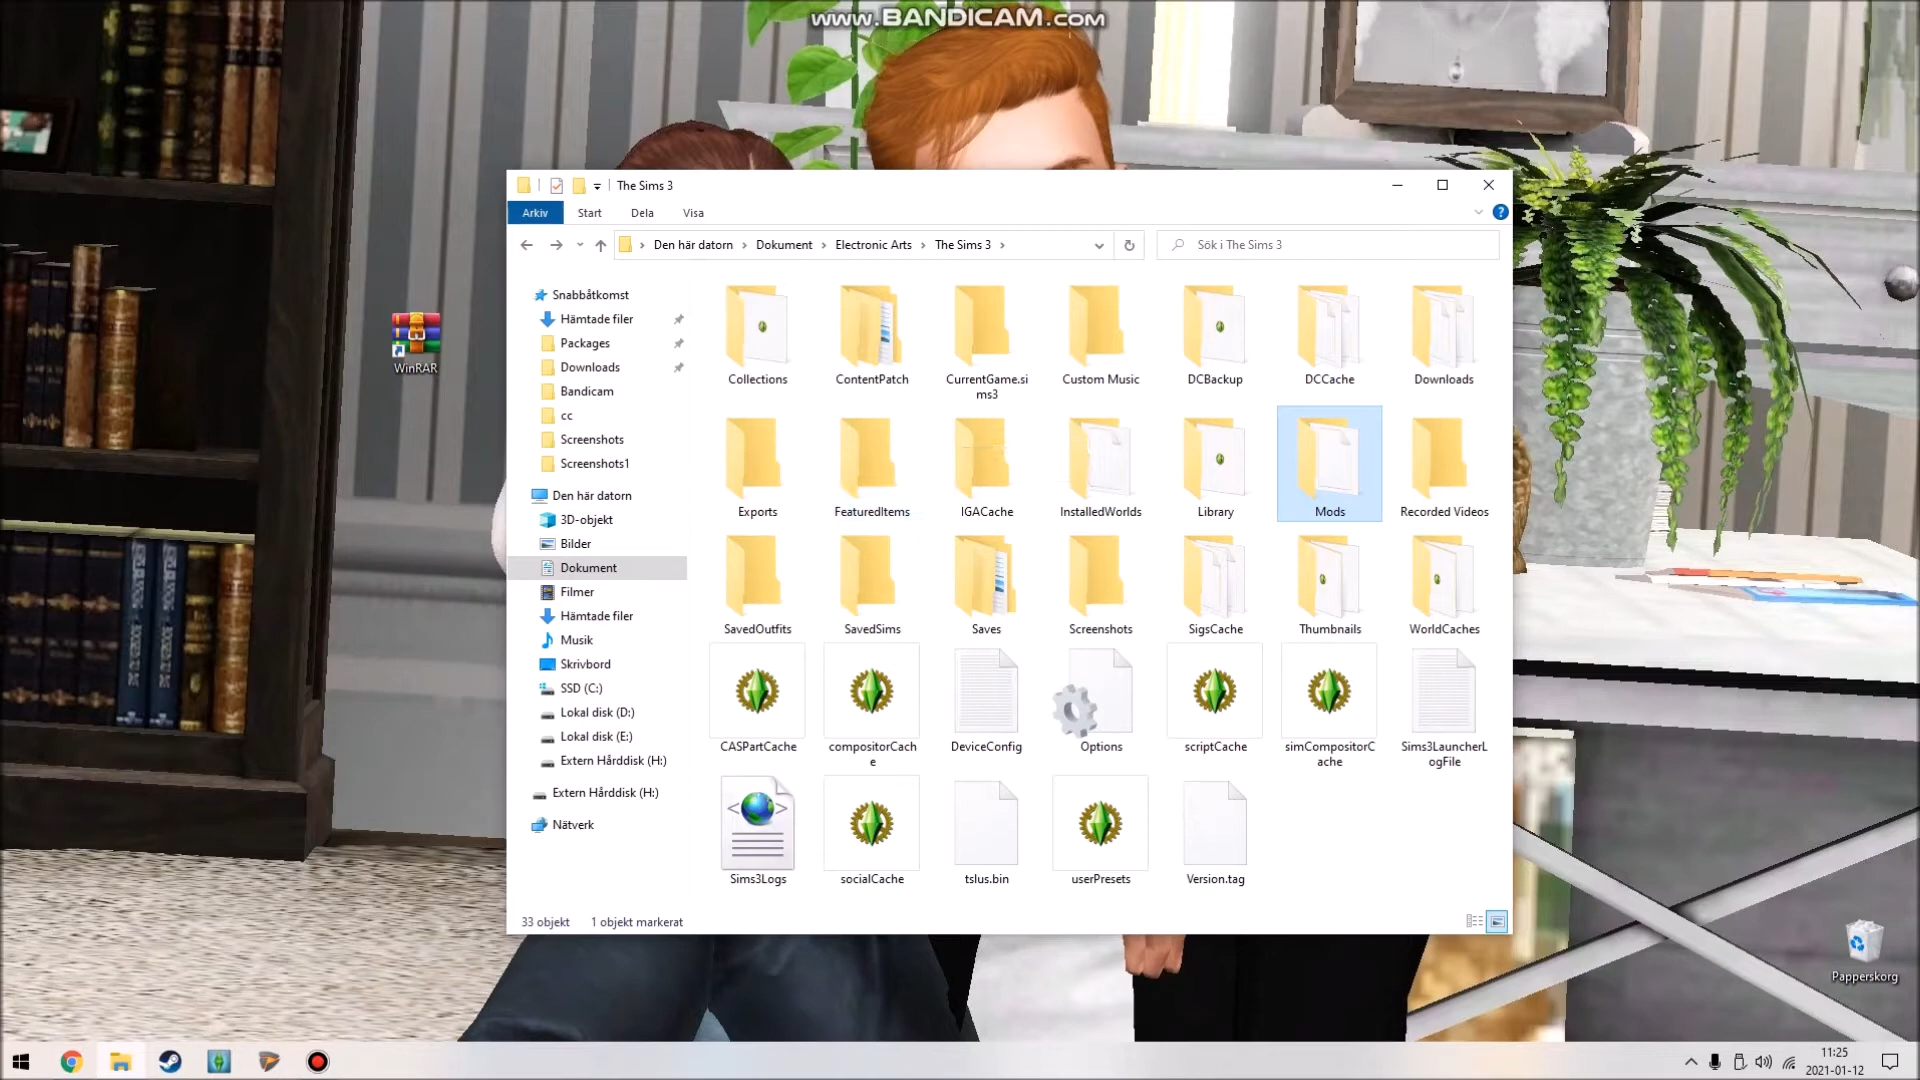 www.BANDICAM.com
The Sims 3
Arkiv
Start
Dela
Visa
Den här datorn
Dokument
Electronic Arts
The Sims 3
Sök i The Sims 3
Snabbåtkomst
Hämtade filer
Packages
Downloads
Bandicam
cc
Screenshots
Screenshots1
Den här datorn
3D-objekt
Bilder
Dokument
Filmer
Hämtade filer
Musik
Skrivbord
SSD (C:)
Lokal disk (D:)
Lokal disk (E:)
Extern Hårddisk (H:)
Extern Hårddisk (H:)
Nätverk
Collections
ContentPatch
CurrentGame.si
ms3
Custom Music
DCBackup
DCCache
Downloads
Exports
FeaturedItems
IGACache
InstalledWorlds
Library
Mods
Recorded Videos
SavedOutfits
SavedSims
Saves
Screenshots
SigsCache
Thumbnails
WorldCaches
CASPartCache
compositorCach
e
DeviceConfig
Options
scriptCache
simCompositorC
ache
Sims3LauncherL
ogFile
Sims3Logs
socialCache
tslus.bin
userPresets
Version.tag
33 objekt
1 objekt markerat
WinRAR
Papperskorg
11:25
2021-01-12